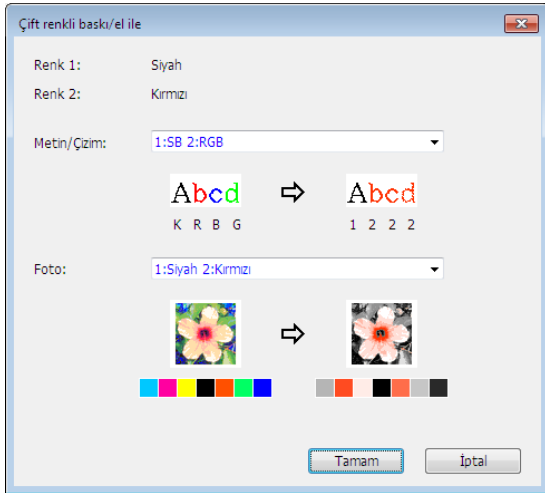 Çift renkli baskı/el ile
Renk 1: Siyah
Renk 2: Kırmızı
Metin/Çizim: 1:SB 2:RGB
Abcd Abcd
K R B G 1 2 2 2
Foto: 1:Siyah 2:Kırmızı
Tamam İptal